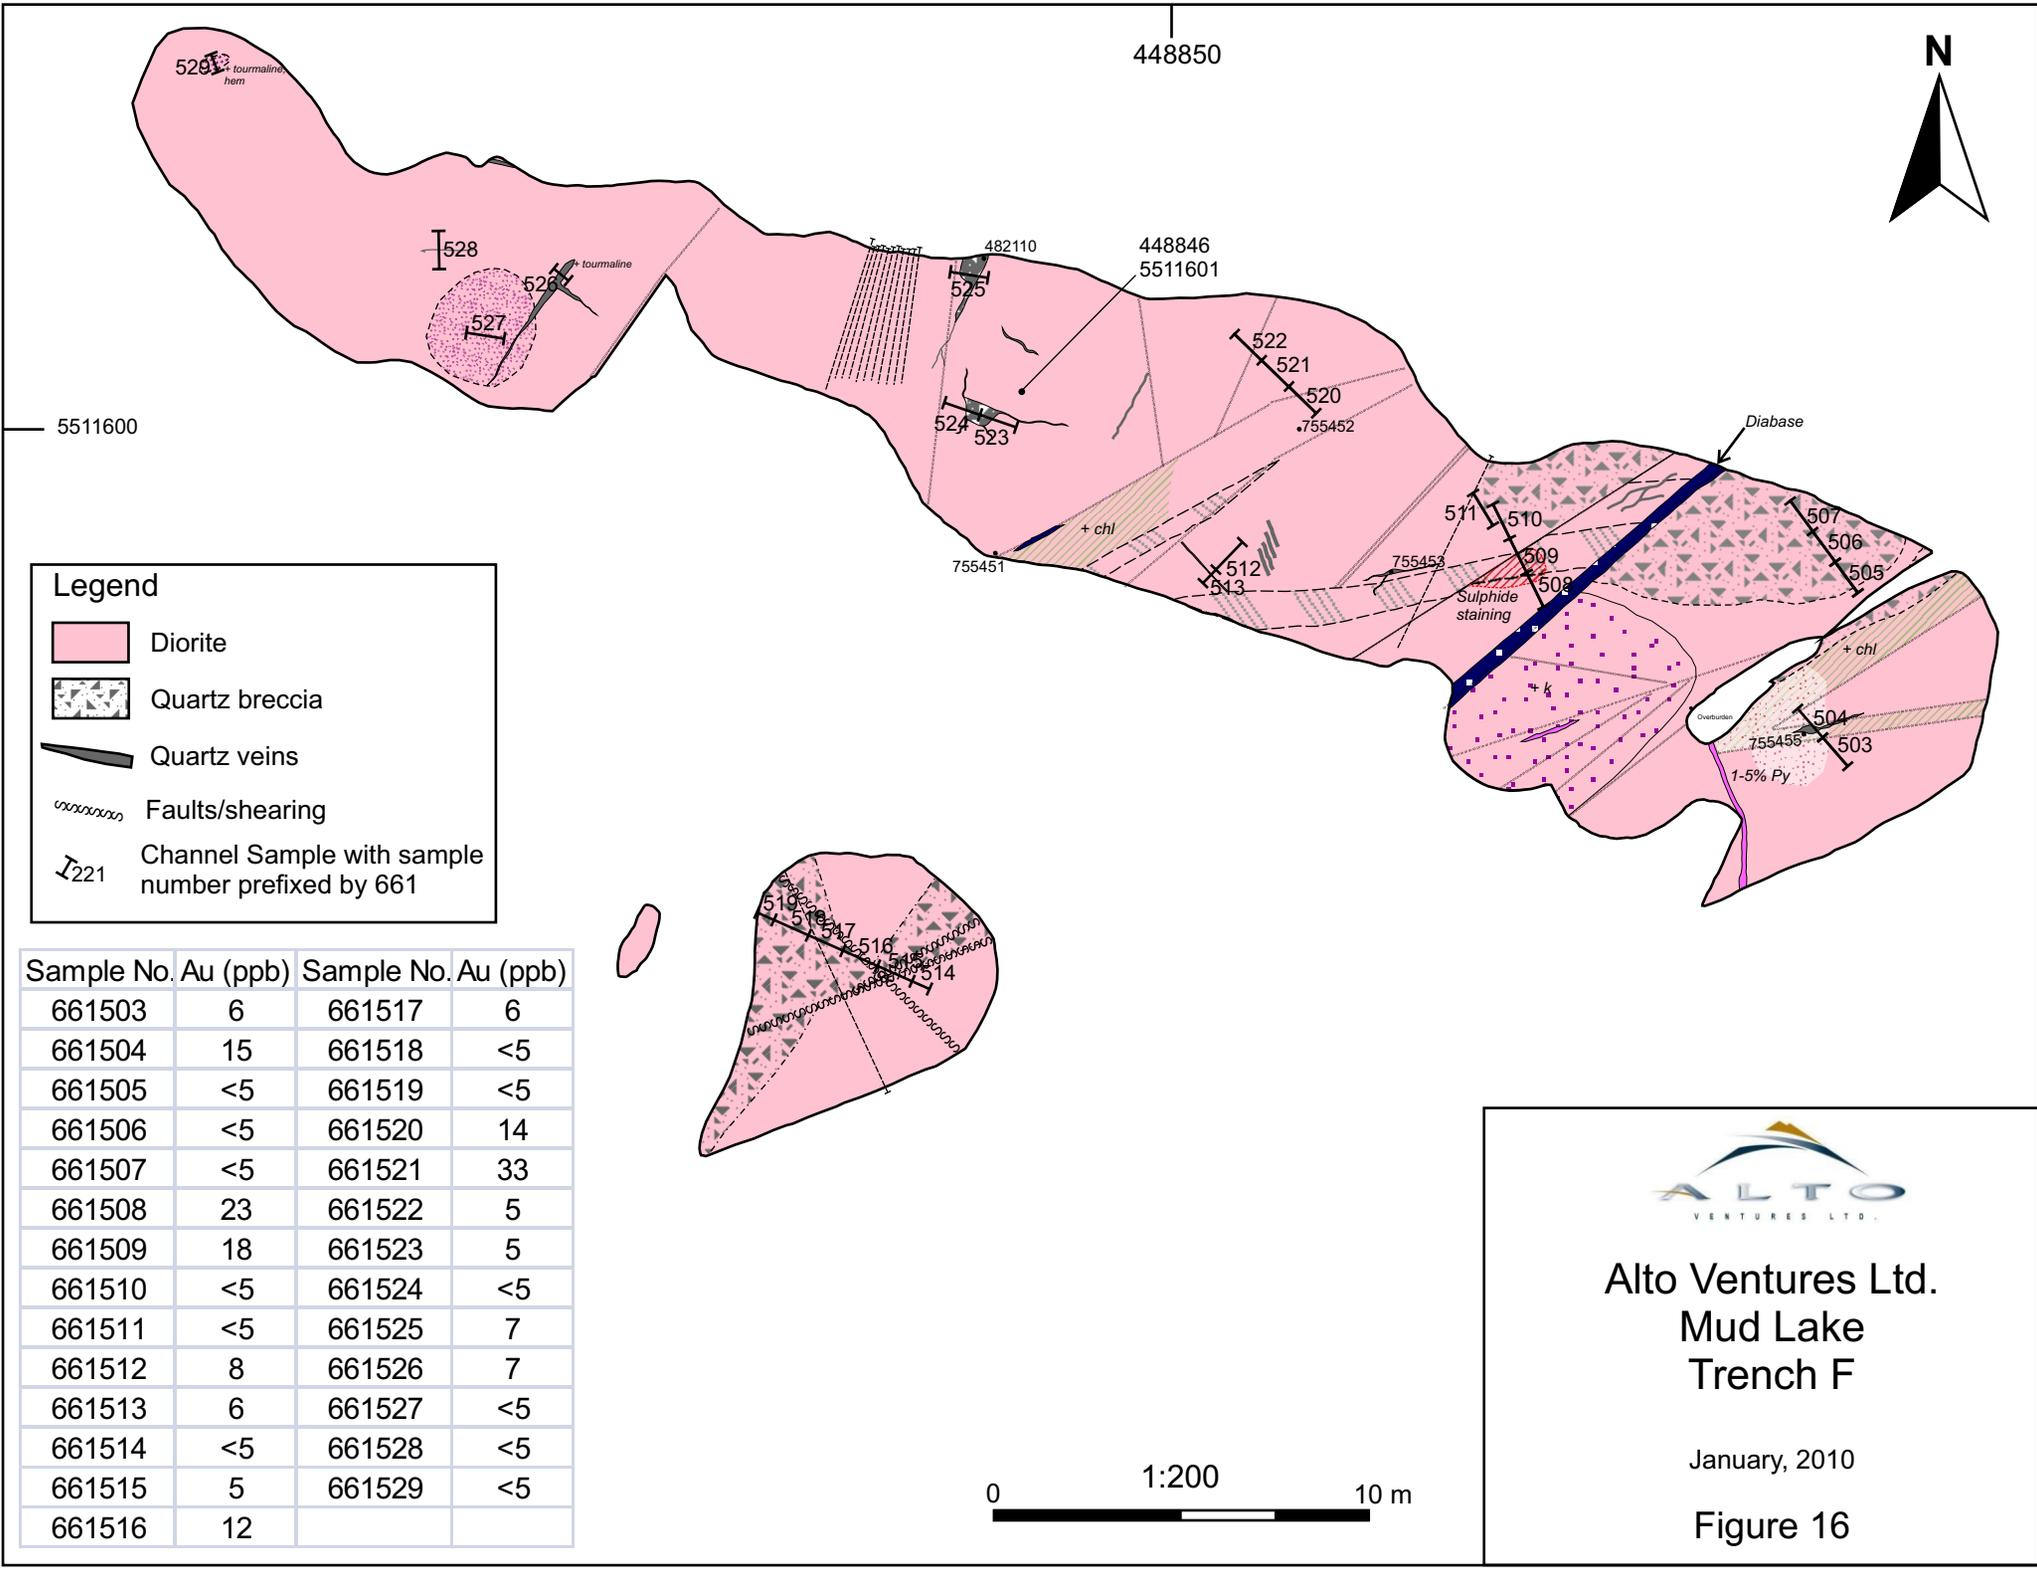 448850
N
529
+ tourmaline,
hem
528
526
+ tourmaline
527
482110
525
448846
5511601
524
523
522
521
520
755452
5511600
Diabase
+ chl
755451
512
513
755453
511
510
509
508
Sulphide
staining
507
506
505
+ chl
+ k
Overburden
504
503
755455
1-5% Py
Legend
Diorite
Quartz breccia
Quartz veins
Faults/shearing
221
Channel Sample with sample
number prefixed by 661
519
518
517
516
515
514
Sample No. Au (ppb) Sample No. Au (ppb)
661503 6 661517 6
661504 15 661518 <5
661505 <5 661519 <5
661506 <5 661520 14
661507 <5 661521 33
661508 23 661522 5
661509 18 661523 5
661510 <5 661524 <5
661511 <5 661525 7
661512 8 661526 7
661513 6 661527 <5
661514 <5 661528 <5
661515 5 661529 <5
661516 12
1:200
0 10 m
ALTO
VENTURES LTD.
Alto Ventures Ltd.
Mud Lake
Trench F
January, 2010
Figure 16